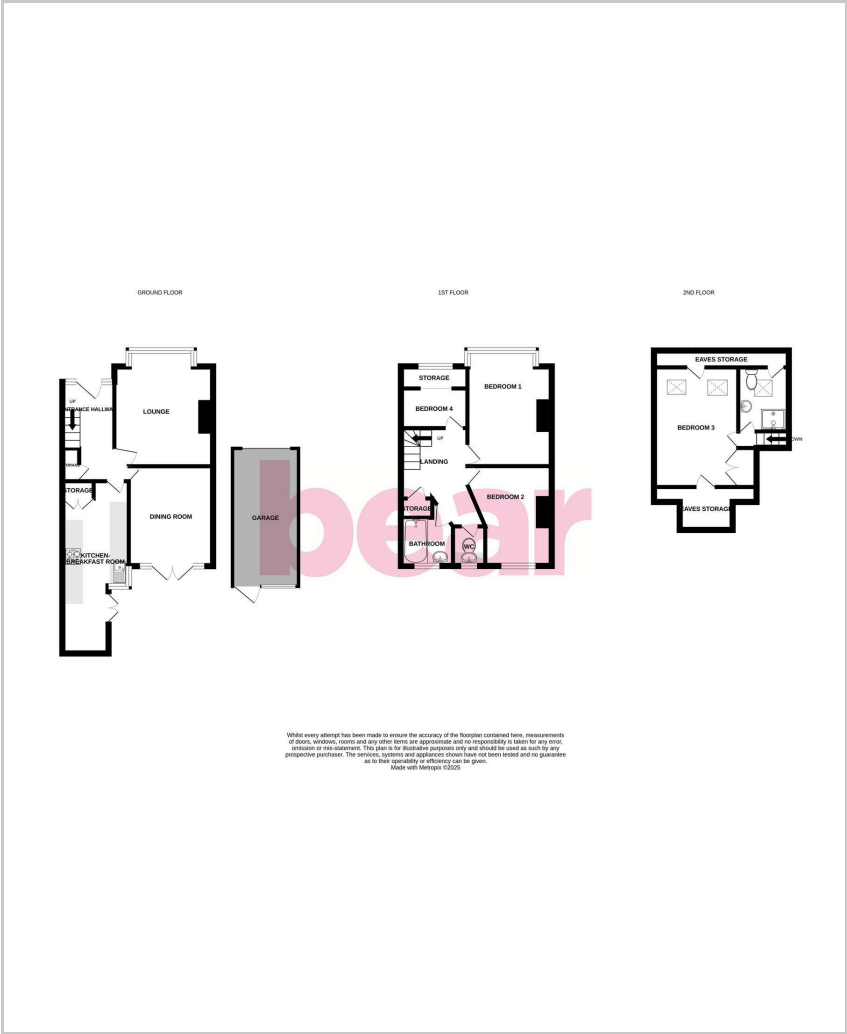 GROUND FLOOR
UP
ENTRANCE HALLWAY
LOUNGE
STORAGE
STORAGE
DINING ROOM
KITCHEN-
BREAKFAST ROOM
GARAGE
bear
1ST FLOOR
STORAGE
BEDROOM 1
BEDROOM 4
UP
LANDING
BEDROOM 2
STORAGE
BATHROOM
WC
2ND FLOOR
EAVES STORAGE
BEDROOM 3
DOWN
EAVES STORAGE
Whilst every attempt has been made to ensure the accuracy of the floorplan contained here, measurements
of doors, windows, rooms and any other items are approximate and no responsibility is taken for any error,
omission or mis-statement. This plan is for illustrative purposes only and should be used as such by any
prospective purchaser. The services, systems and appliances shown have not been tested and no guarantee
as to their operability or efficiency can be given.
Made with Metropix ©2025